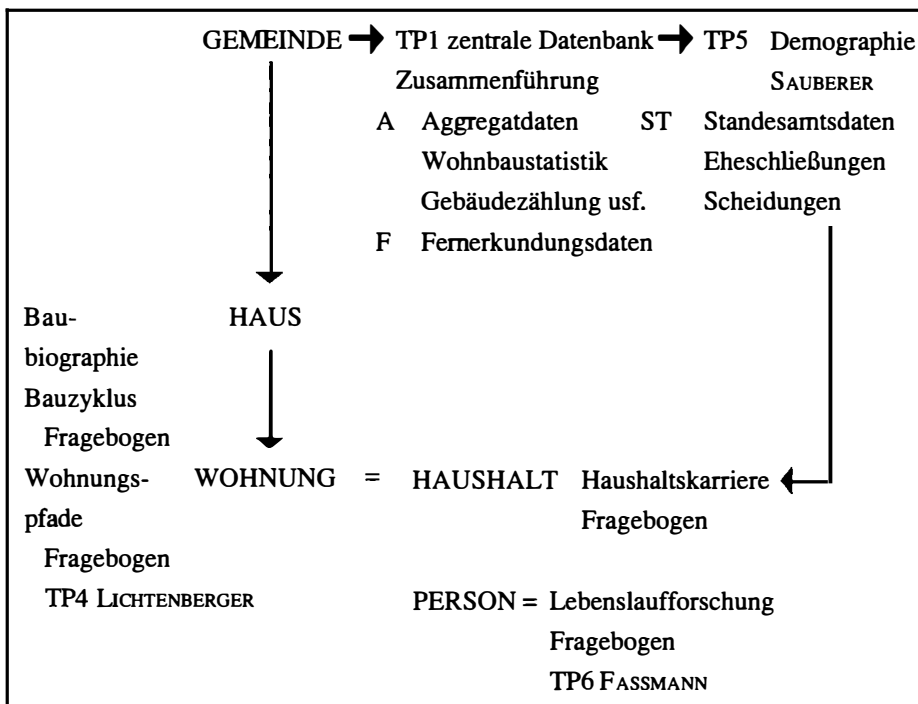 GEMEINDE TP1 zentrale Datenbank TP5 Demographie
Zusammenführung SAUBERER
A Aggregatdaten ST Standesamtsdaten
Wohnbaustatistik Eheschließungen
Gebäudezählung usf. Scheidungen
F Fernerkundungsdaten
Bau- HAUS
biographie
Bauzyklus
Fragebogen
Wohnungs- WOHNUNG = HAUSHALT Haushaltskarriere
pfade Fragebogen
Fragebogen
TP4 LICHTENBERGER PERSON = Lebenslaufforschung
Fragebogen
TP6 FASSMANN